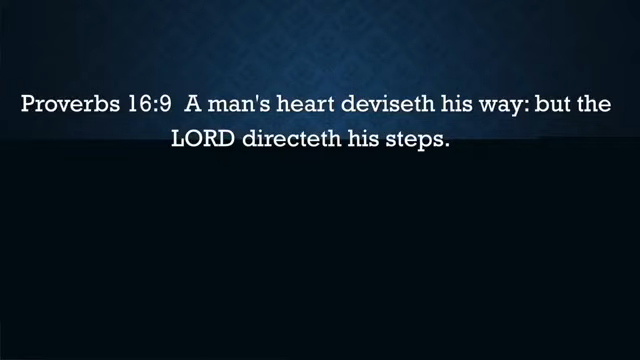 Proverbs 16:9  A man's heart deviseth his way: but the
LORD directeth his steps.